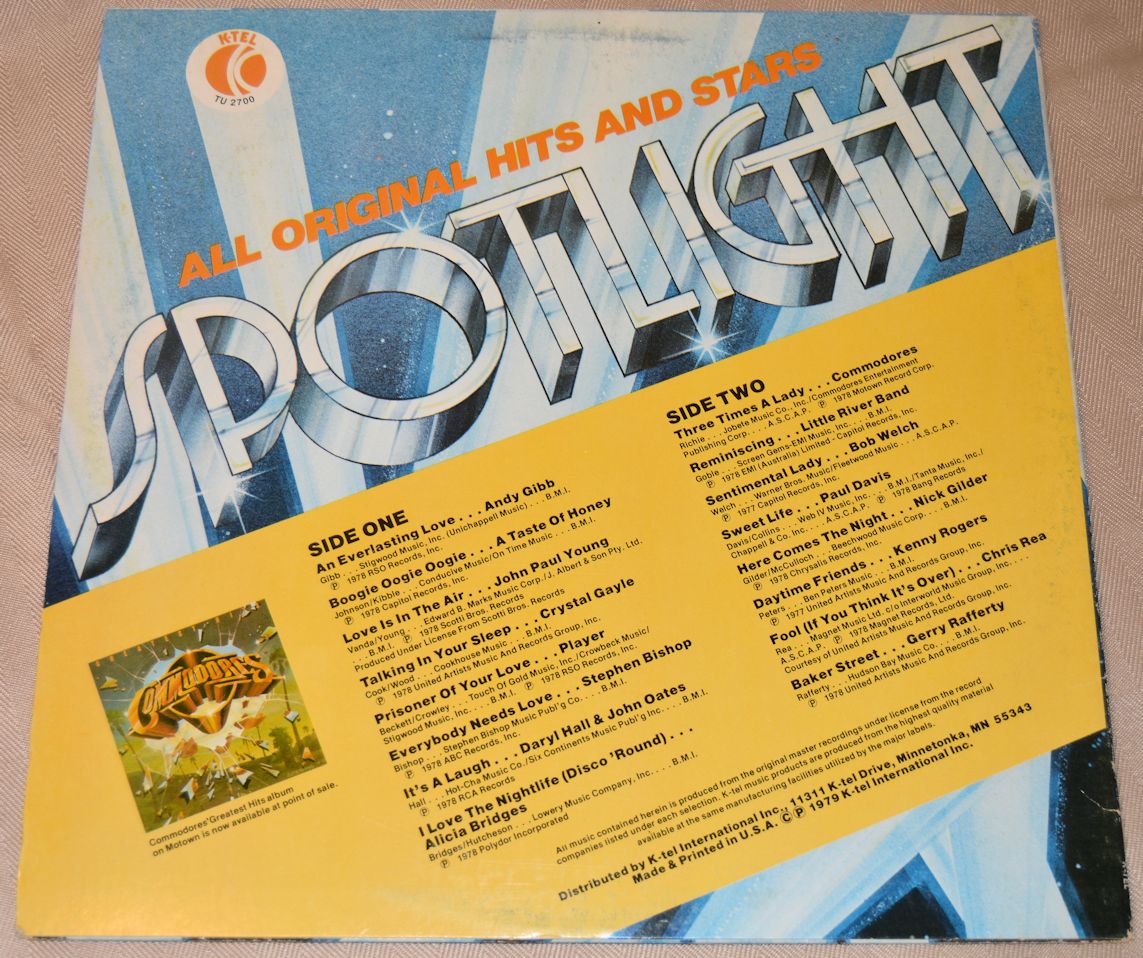 K-TEL
K
TU 2700
ALL ORIGINAL HITS AND STARS
SPOTLIGHT
SIDE ONE
An Everlasting Love . . . Andy Gibb
Gibb . . . Stigwood Music, Inc. (Unichappell Music) . . . B.M.I.
Ⓟ 1978 RSO Records, Inc.
Boogie Oogie Oogie . . . A Taste Of Honey
Johnson/Kibble . . . Conducive Music/On Time Music . . . B.M.I.
Ⓟ 1978 Capitol Records, Inc.
Love Is In The Air . . . John Paul Young
Vanda/Young . . . Edward B. Marks Music Corp./J. Albert & Son Pty. Ltd.
. . . B.M.I. Ⓟ 1978 Scotti Bros. Records
Produced Under License From Scotti Bros. Records
Talking In Your Sleep . . . Crystal Gayle
Cook/Wood . . . Cookhouse Music . . . B.M.I.
Ⓟ 1978 United Artists Music And Records Group, Inc.
Prisoner Of Your Love . . . Player
Beckett/Crowley . . . Touch Of Gold Music, Inc./Crowbeck Music/
Stigwood Music, Inc. . . . B.M.I. Ⓟ 1978 RSO Records, Inc.
Everybody Needs Love . . . Stephen Bishop
Bishop . . . Stephen Bishop Music Publ'g Co. . . . B.M.I.
Ⓟ 1978 ABC Records, Inc.
It's A Laugh . . . Daryl Hall & John Oates
Hall . . . Hot-Cha Music Co./Six Continents Music Publ'g Inc. . . . B.M.I.
Ⓟ 1978 RCA Records
I Love The Nightlife (Disco 'Round) . . .
Alicia Bridges
Bridges/Hutcheson . . . Lowery Music Company, Inc. . . . B.M.I.
Ⓟ 1978 Polydor Incorporated
SIDE TWO
Three Times A Lady . . . Commodores
Richie . . . Jobete Music Co., Inc./Commodores Entertainment
Publishing Corp. . . . A.S.C.A.P. Ⓟ 1978 Motown Record Corp.
Reminiscing . . . Little River Band
Goble . . . Screen Gems-EMI Music, Inc. . . . B.M.I.
Ⓟ 1978 EMI (Australia) Limited - Capitol Records, Inc.
Sentimental Lady . . . Bob Welch
Welch . . . Warner Bros. Music/Fleetwood Music . . . A.S.C.A.P.
Ⓟ 1977 Capitol Records, Inc.
Sweet Life . . . Paul Davis
Davis/Collins . . . Web IV Music, Inc. . . . B.M.I./Tanta Music, Inc./
Chappell & Co. Inc. . . . A.S.C.A.P. Ⓟ 1978 Bang Records
Here Comes The Night . . . Nick Gilder
Gilder/McCulloch . . . Beechwood Music Corp. . . . B.M.I.
Ⓟ 1978 Chrysalis Records, Inc.
Daytime Friends . . . Kenny Rogers
Peters . . . Ben Peters Music . . . B.M.I.
Ⓟ 1977 United Artists Music And Records Group, Inc.
Fool (If You Think It's Over) . . . Chris Rea
Rea . . . Magnet Music Ltd. c/o Interworld Music Group, Inc. . . .
A.S.C.A.P. Ⓟ 1978 Magnet Records, Ltd.
Courtesy of United Artists Music And Records Group, Inc.
Baker Street . . . Gerry Rafferty
Rafferty . . . Hudson Bay Music Co. . . . B.M.I.
Ⓟ 1978 United Artists Music And Records Group, Inc.
COMMODORES
Commodores' Greatest Hits album
on Motown is now available at point of sale.
All music contained herein is produced from the original master recordings under license from the record
companies listed under each selection. K-tel music products are produced from the highest quality material
available at the same manufacturing facilities utilized by the major labels.
Distributed by K-tel International Inc., 11311 K-tel Drive, Minnetonka, MN 55343
Made & Printed in U.S.A. ©Ⓟ 1979 K-tel International Inc.